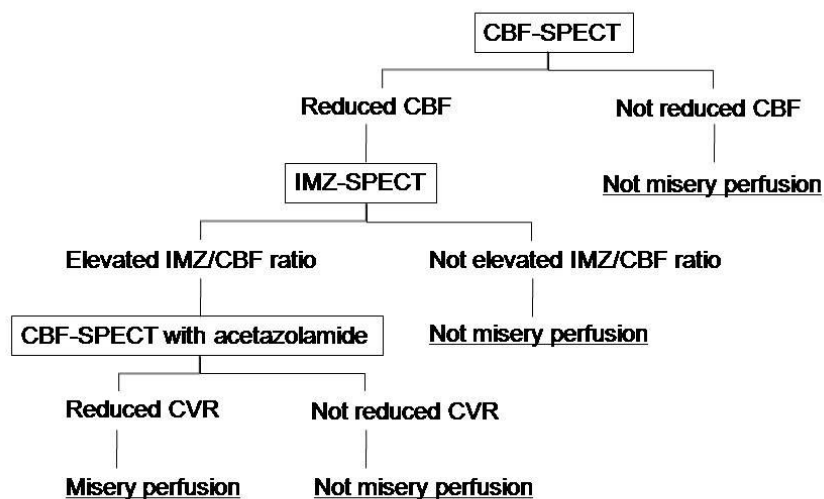 CBF-SPECT
Reduced CBF
Not reduced CBF
IMZ-SPECT
Not misery perfusion
Elevated IMZ/CBF ratio
Not elevated IMZ/CBF ratio
CBF-SPECT with acetazolamide
Not misery perfusion
Reduced CVR
Not reduced CVR
Misery perfusion
Not misery perfusion